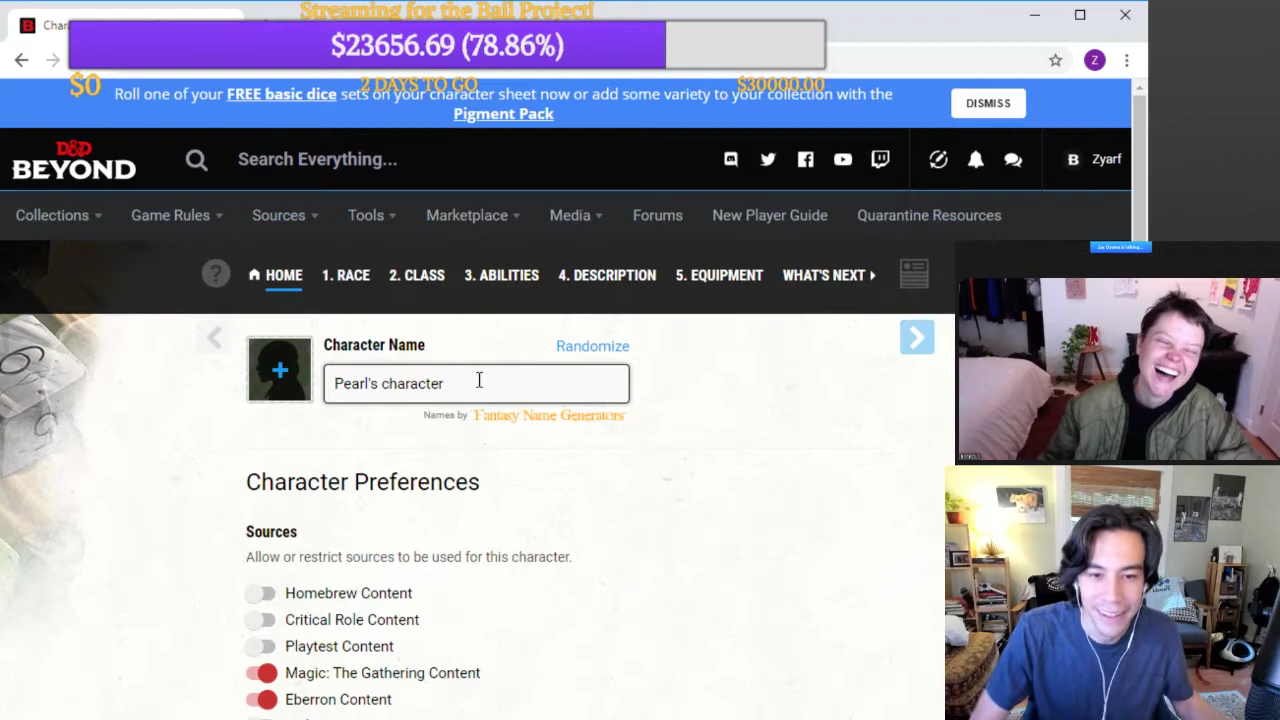 Streaming for the Bail Project!
Char
$23656.69 (78.86%)
$0
2 DAYS TO GO
$30000.00
Roll one of your FREE basic dice sets on your character sheet now or add some variety to your collection with the
Pigment Pack
DISMISS
D&D
BEYOND
Search Everything...
B Zyarf
Z
Collections
Game Rules
Sources
Tools
Marketplace
Media
Forums
New Player Guide
Quarantine Resources
? HOME
1. RACE
2. CLASS
3. ABILITIES
4. DESCRIPTION
5. EQUIPMENT
WHAT'S NEXT
Character Name
Randomize
Pearl's character
Names by Fantasy Name Generators
Character Preferences
Sources
Allow or restrict sources to be used for this character.
Homebrew Content
Critical Role Content
Playtest Content
Magic: The Gathering Content
Eberron Content